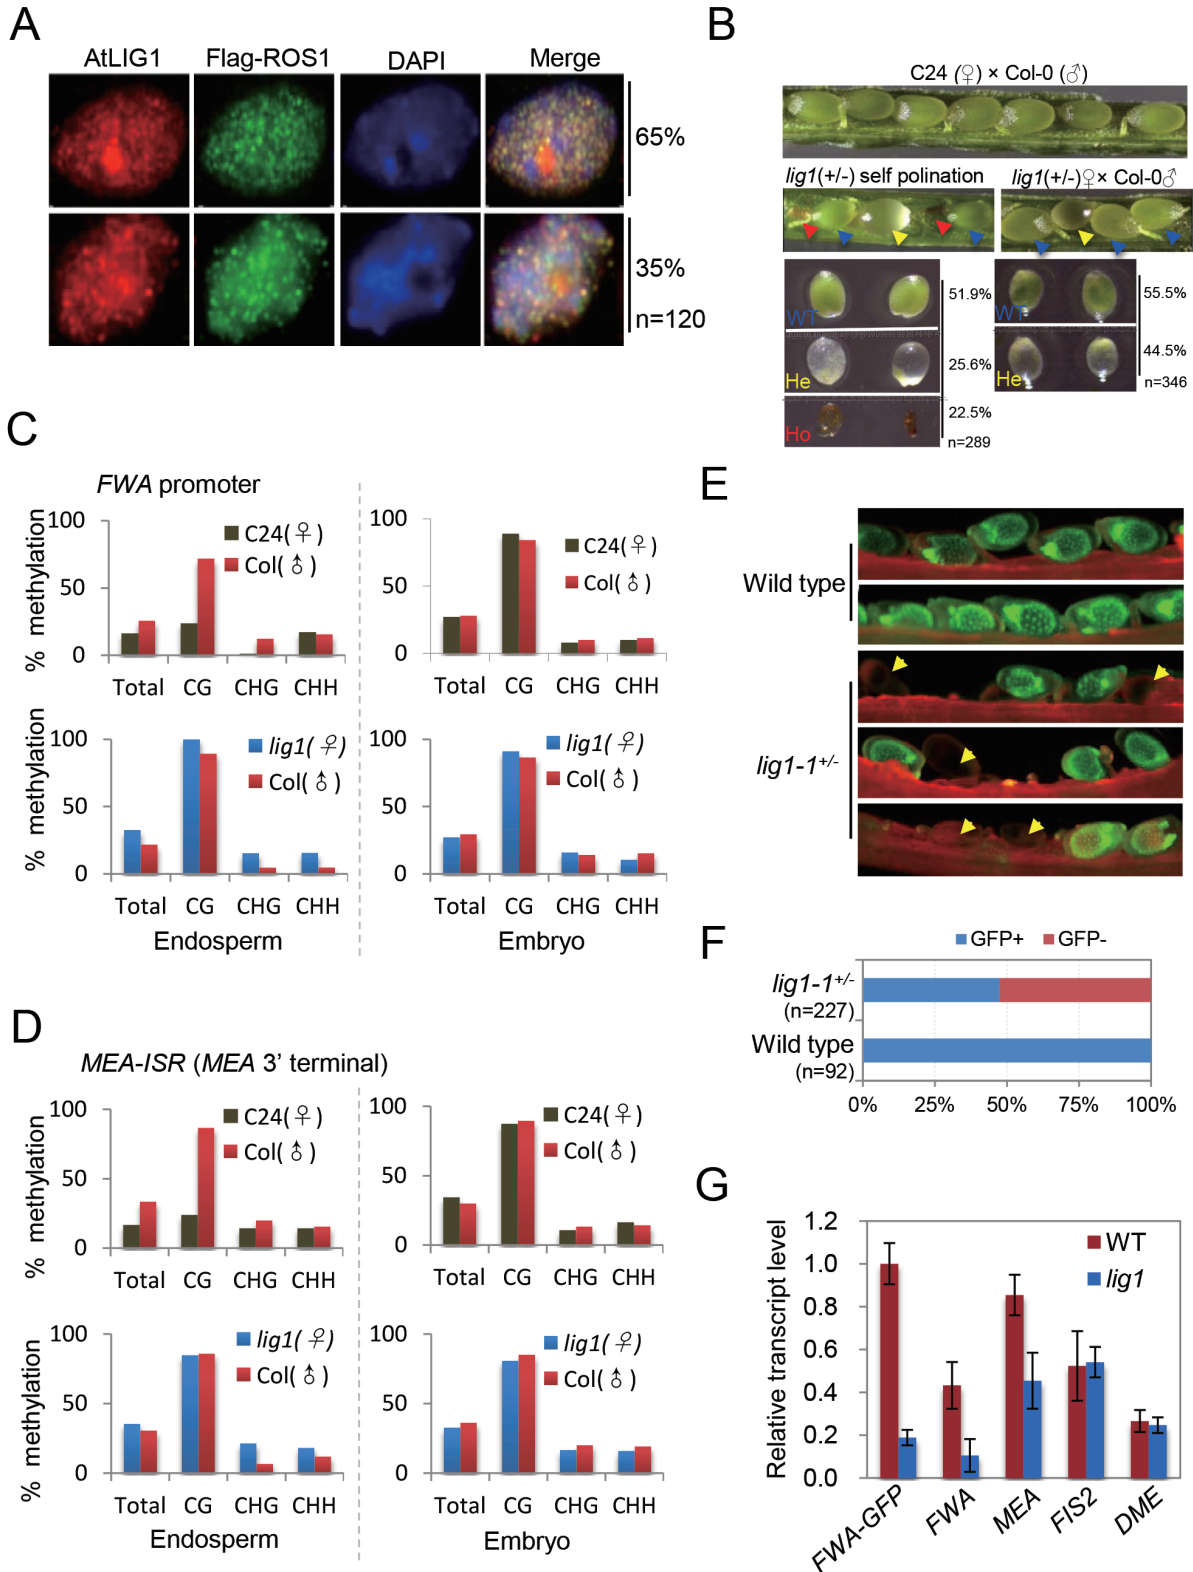 A
AtLIG1 Flag-ROS1 DAPI Merge
65%
35%
n=120
B
C24 (♀) × Col-0 (♂)
lig1(+/-) self polination
lig1(+/-)♀× Col-0♂
WT
51.9%
He
25.6%
Ho
22.5%
n=289
WT
55.5%
He
44.5%
n=346
C
FWA promoter
% methylation
100
50
0
C24(♀)
Col(♂)
Total CG CHG CHH
100
50
0
C24(♀)
Col(♂)
Total CG CHG CHH
% methylation
100
50
0
lig1(♀)
Col(♂)
Total CG CHG CHH
Endosperm
100
50
0
lig1(♀)
Col(♂)
Total CG CHG CHH
Embryo
D
MEA-ISR (MEA 3’ terminal)
% methylation
100
50
0
C24(♀)
Col(♂)
Total CG CHG CHH
100
50
0
C24(♀)
Col(♂)
Total CG CHG CHH
% methylation
100
50
0
lig1(♀)
Col(♂)
Total CG CHG CHH
Endosperm
100
50
0
lig1(♀)
Col(♂)
Total CG CHG CHH
Embryo
E
Wild type
lig1-1+/-
F
GFP+ GFP-
lig1-1+/-
(n=227)
Wild type
(n=92)
0% 25% 50% 75% 100%
G
Relative transcript level
1.2
1.0
0.8
0.6
0.4
0.2
0.0
WT
lig1
FWA-GFP FWA MEA FIS2 DME